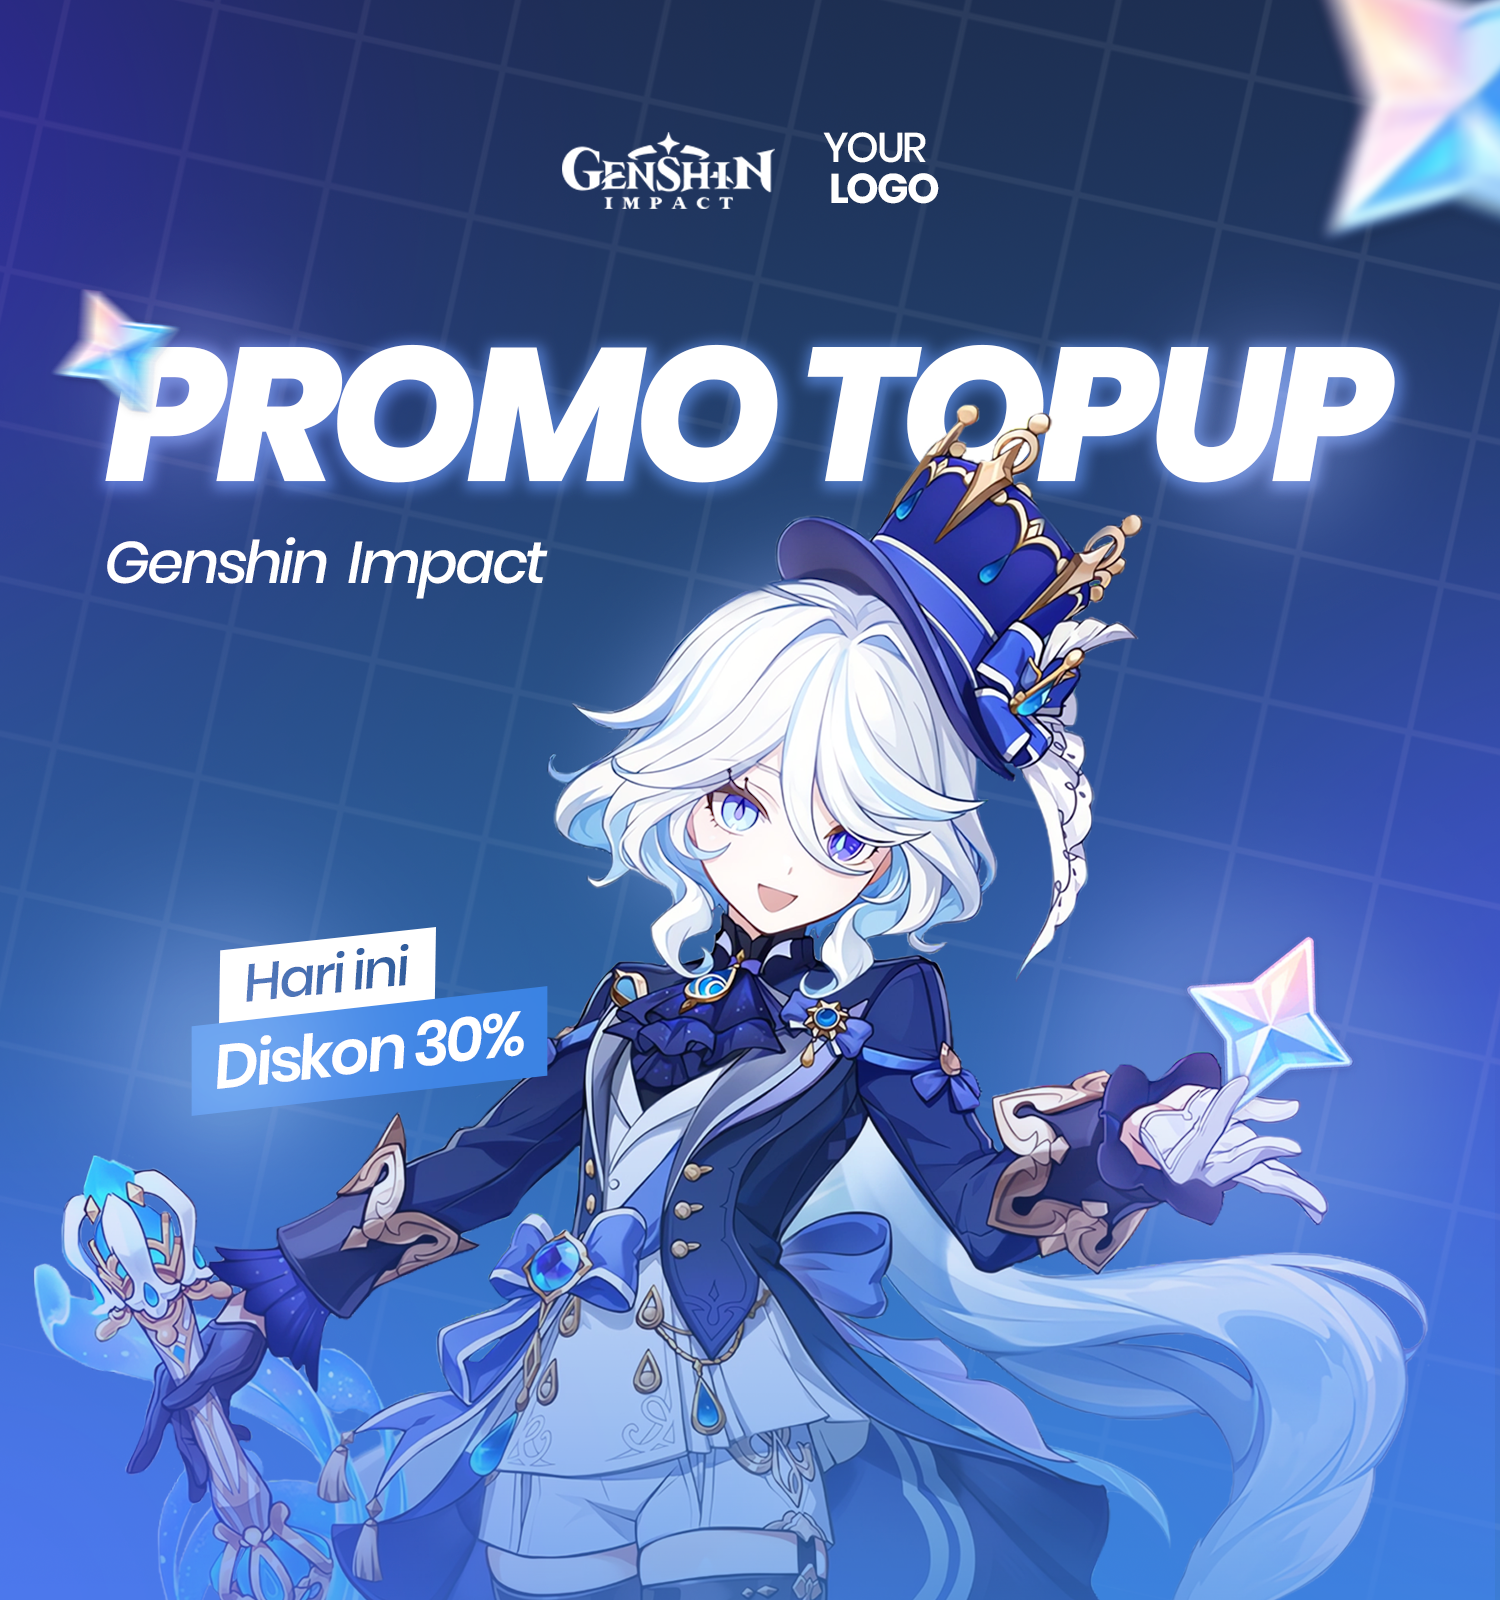 GENSHIN
IMPACT
YOUR
LOGO
PROMO TOPUP
Genshin Impact
Hari ini
Diskon 30%